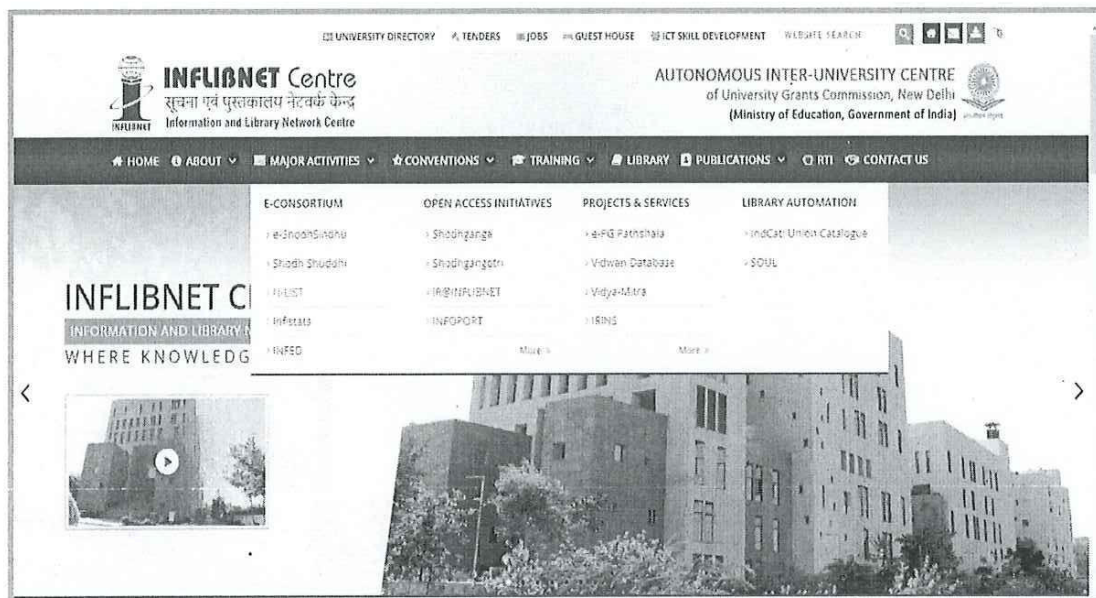 UNIVERSITY DIRECTORY TENDERS JOBS GUEST HOUSE ICT SKILL DEVELOPMENT WEBSITE SEARCH
INFLIBNET Centre
सूचना एवं पुस्तकालय नेटवर्क केन्द्र
Information and Library Network Centre
INFLIBNET
AUTONOMOUS INTER-UNIVERSITY CENTRE
of University Grants Commission, New Delhi
(Ministry of Education, Government of India)
HOME ABOUT MAJOR ACTIVITIES CONVENTIONS TRAINING LIBRARY PUBLICATIONS RTI CONTACT US
E-CONSORTIUM OPEN ACCESS INITIATIVES PROJECTS & SERVICES LIBRARY AUTOMATION
› e-ShodhSindhu › Shodhganga › e-PG Pathshala › IndCat: Union Catalogue
› Shodh Shuddhi › Shodhgangotri › Vidwan Database › SOUL
› N-LIST › IR@INFLIBNET › Vidya-Mitra
› Infistats › INFOPORT › IRINS
› INFED More » More »
INFLIBNET C
INFORMATION AND LIBRARY N
WHERE KNOWLEDG